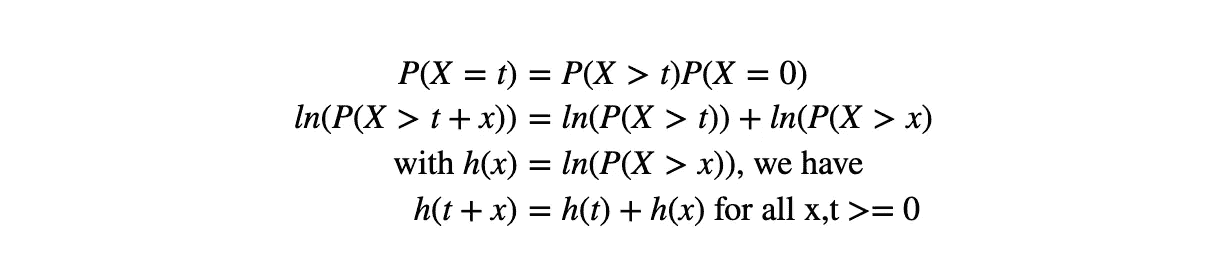 P(X = t) = P(X > t)P(X = 0)
ln(P(X > t + x)) = ln(P(X > t)) + ln(P(X > x)
with h(x) = ln(P(X > x)), we have
h(t + x) = h(t) + h(x) for all x,t >= 0